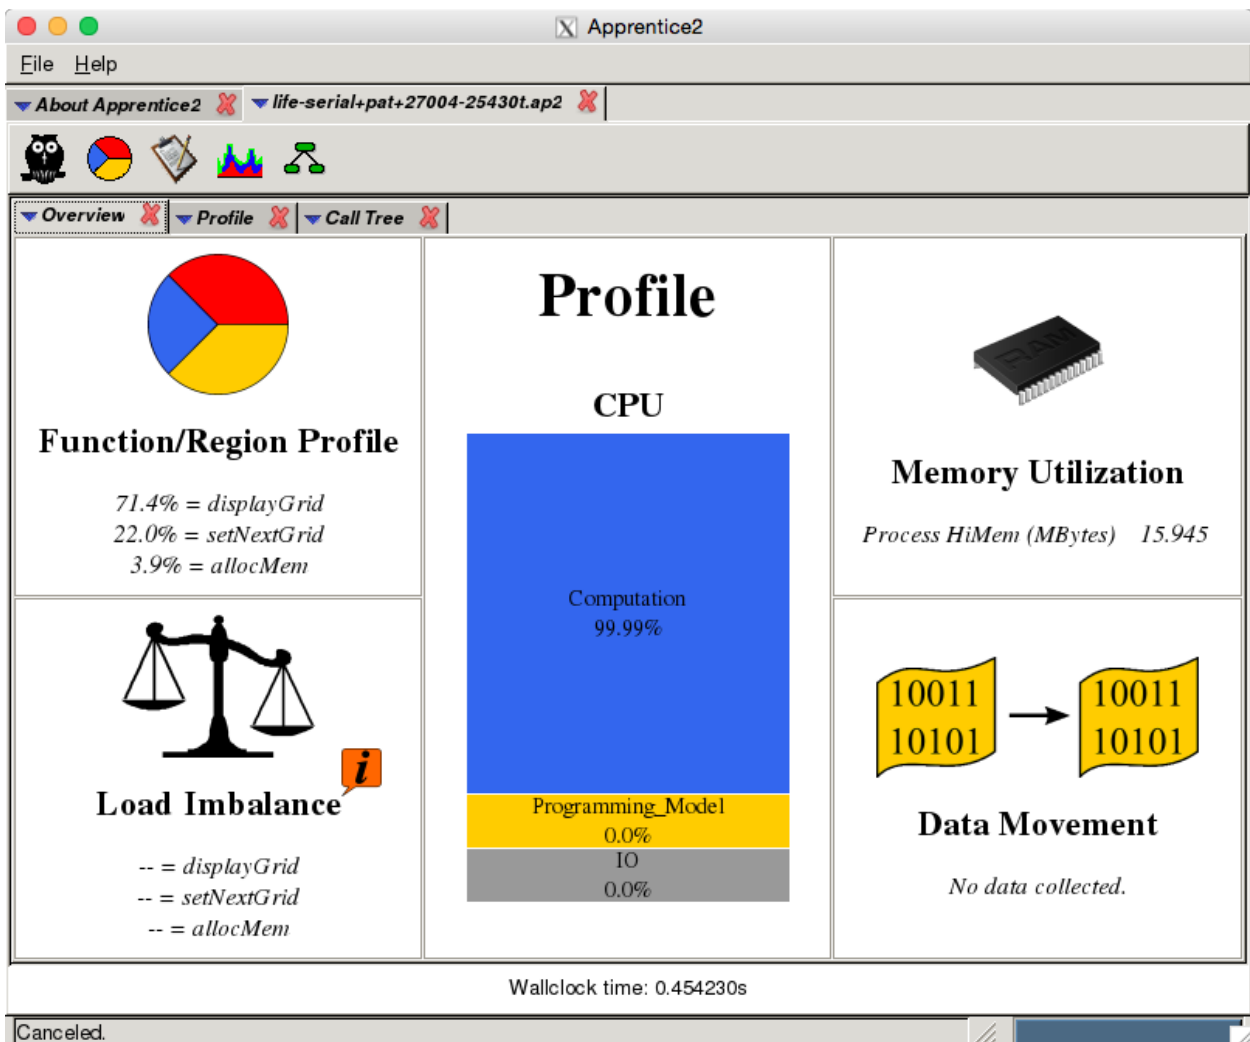 Apprentice2
File Help
About Apprentice2 life-serial+pat+27004-25430t.ap2
Overview Profile Call Tree
Function/Region Profile
71.4% = displayGrid
22.0% = setNextGrid
3.9% = allocMem
Load Imbalance
i
-- = displayGrid
-- = setNextGrid
-- = allocMem
Profile
CPU
Computation
99.99%
Programming_Model
0.0%
IO
0.0%
RAM
Memory Utilization
Process HiMem (MBytes) 15.945
10011 10011
10101 10101
Data Movement
No data collected.
Wallclock time: 0.454230s
Canceled.